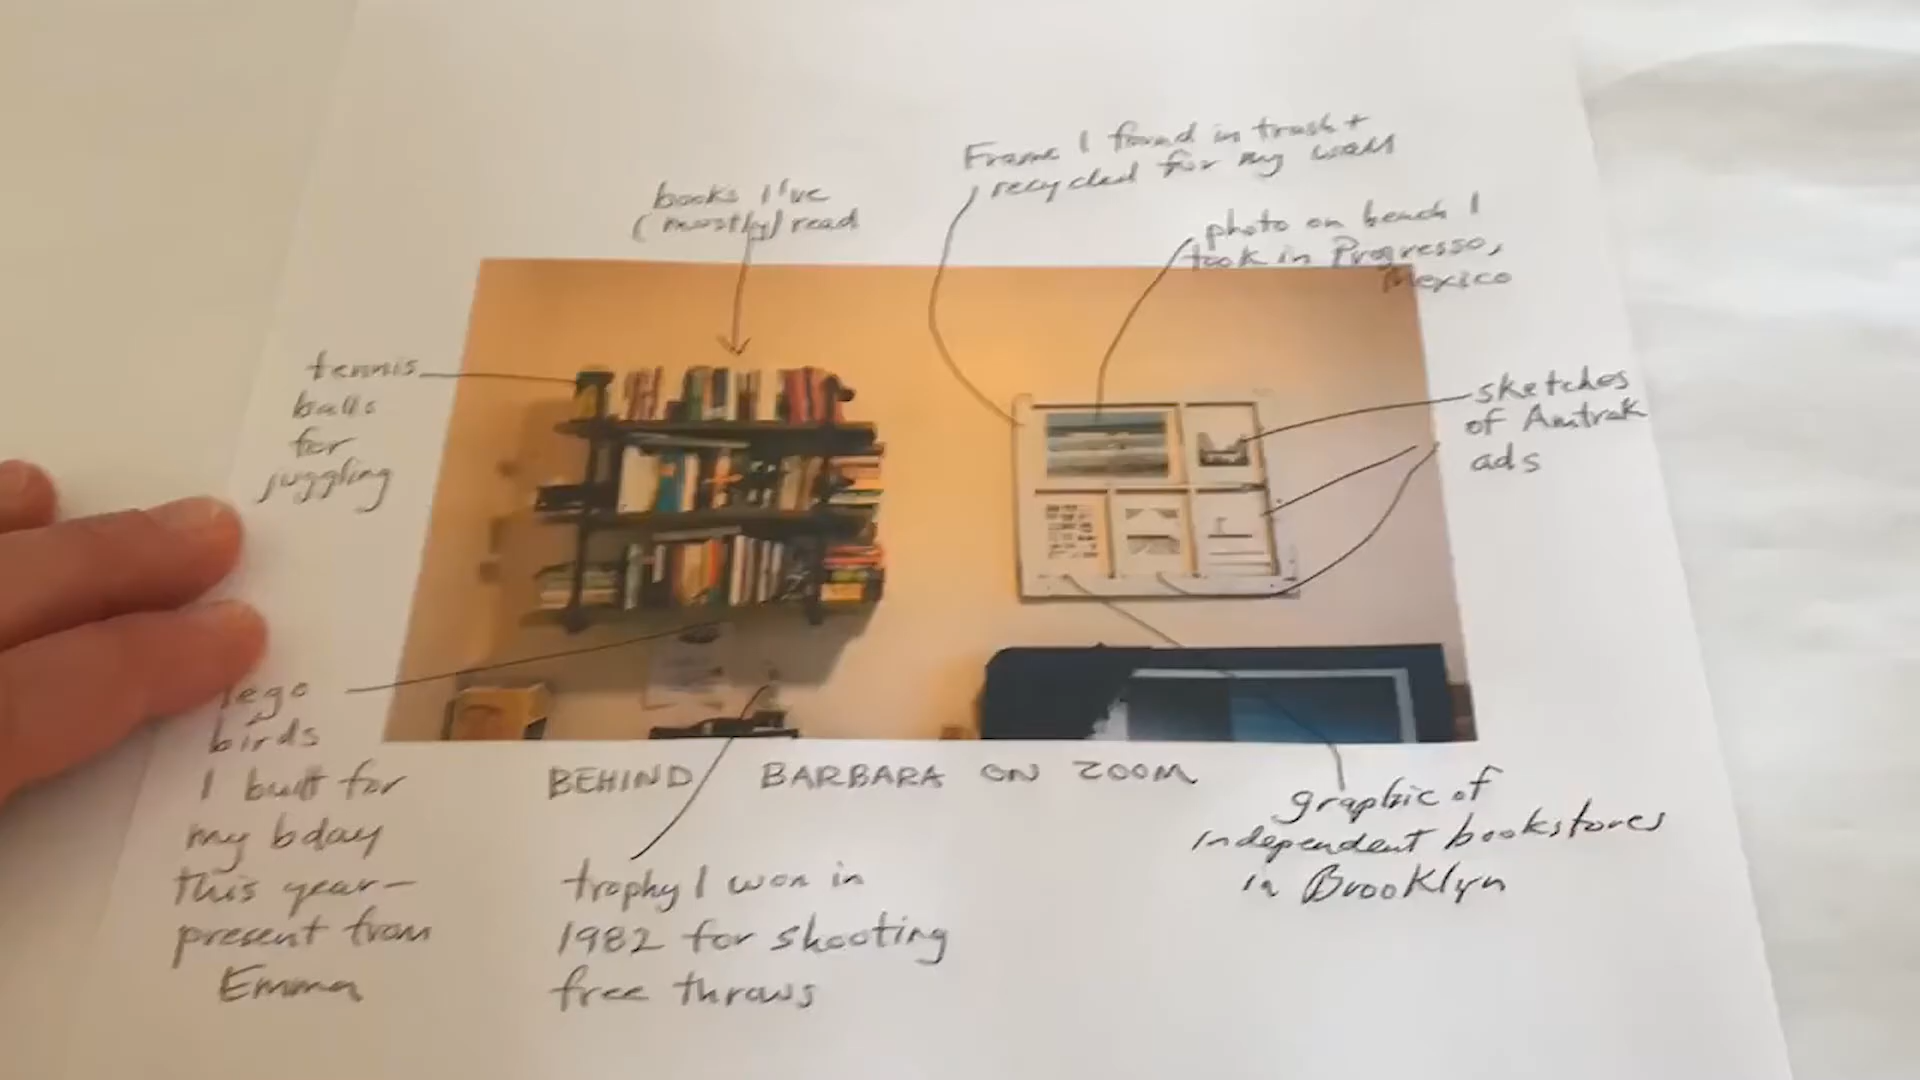 Frame I found in trash +
recycled for my wall
books I've
(mostly) read
photo on beach I
took in Progresso,
Mexico
tennis
balls
for
juggling
sketches
of Amtrak
ads
lego
birds
I built for
my bday
this year—
present from
Emma
BEHIND BARBARA ON ZOOM
trophy I won in
1982 for shooting
free throws
graphic of
independent bookstores
in Brooklyn